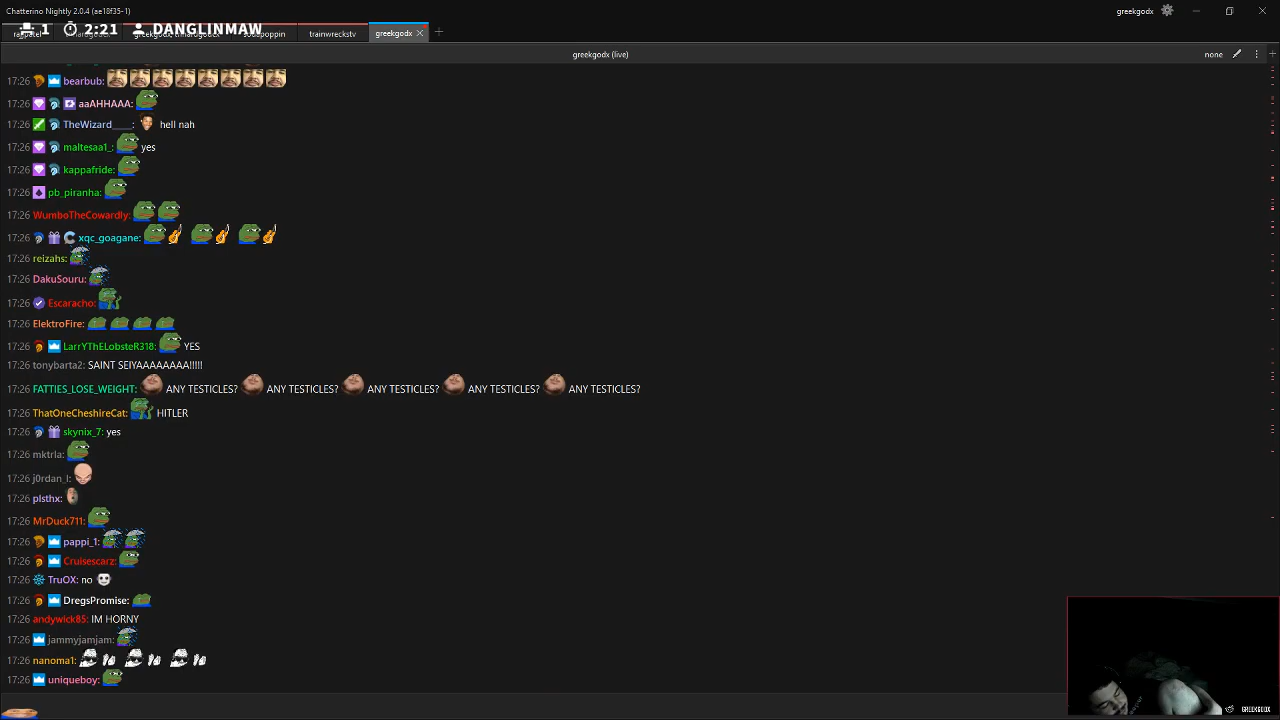 Chatterino Nightly 2.0.4 (ae18f35-1)
greekgodx
1 2:21 DANGLINMAW
trainwreckstv
greekgodx
greekgodx (live)
none
17:26 bearbub:
17:26 aaAHHAAA:
17:26 TheWizard____: hell nah
17:26 maltesaa1_: yes
17:26 kappafride:
17:26 pb_piranha:
17:26 WumboTheCowardly:
17:26 xqc_goagane:
17:26 reizahs:
17:26 DakuSouru:
17:26 Escaracho:
17:26 ElektroFire:
17:26 LarrYThELobsteR318: YES
17:26 tonybarta2: SAINT SEIYAAAAAAAA!!!!!
17:26 FATTIES_LOSE_WEIGHT: ANY TESTICLES? ANY TESTICLES? ANY TESTICLES? ANY TESTICLES? ANY TESTICLES?
17:26 ThatOneCheshireCat: HITLER
17:26 skynix_7: yes
17:26 mktrla:
17:26 j0rdan_l:
17:26 plsthx:
17:26 MrDuck711:
17:26 pappi_1:
17:26 Cruisescarz:
17:26 TruOX: no
17:26 DregsPromise:
17:26 andywick85: IM HORNY
17:26 jammyjamjam:
17:26 nanoma1:
17:26 uniqueboy:
GREEKGODX